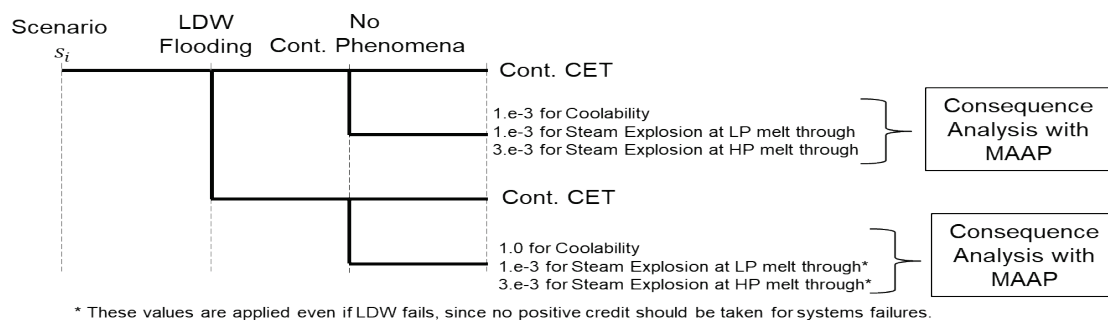 Scenario
s_i
LDW
Flooding
No
Cont. Phenomena
Cont. CET
1.e-3 for Coolability
1.e-3 for Steam Explosion at LP melt through
3.e-3 for Steam Explosion at HP melt through
Consequence
Analysis with
MAAP
Cont. CET
1.0 for Coolability
1.e-3 for Steam Explosion at LP melt through*
3.e-3 for Steam Explosion at HP melt through*
Consequence
Analysis with
MAAP
* These values are applied even if LDW fails, since no positive credit should be taken for systems failures.